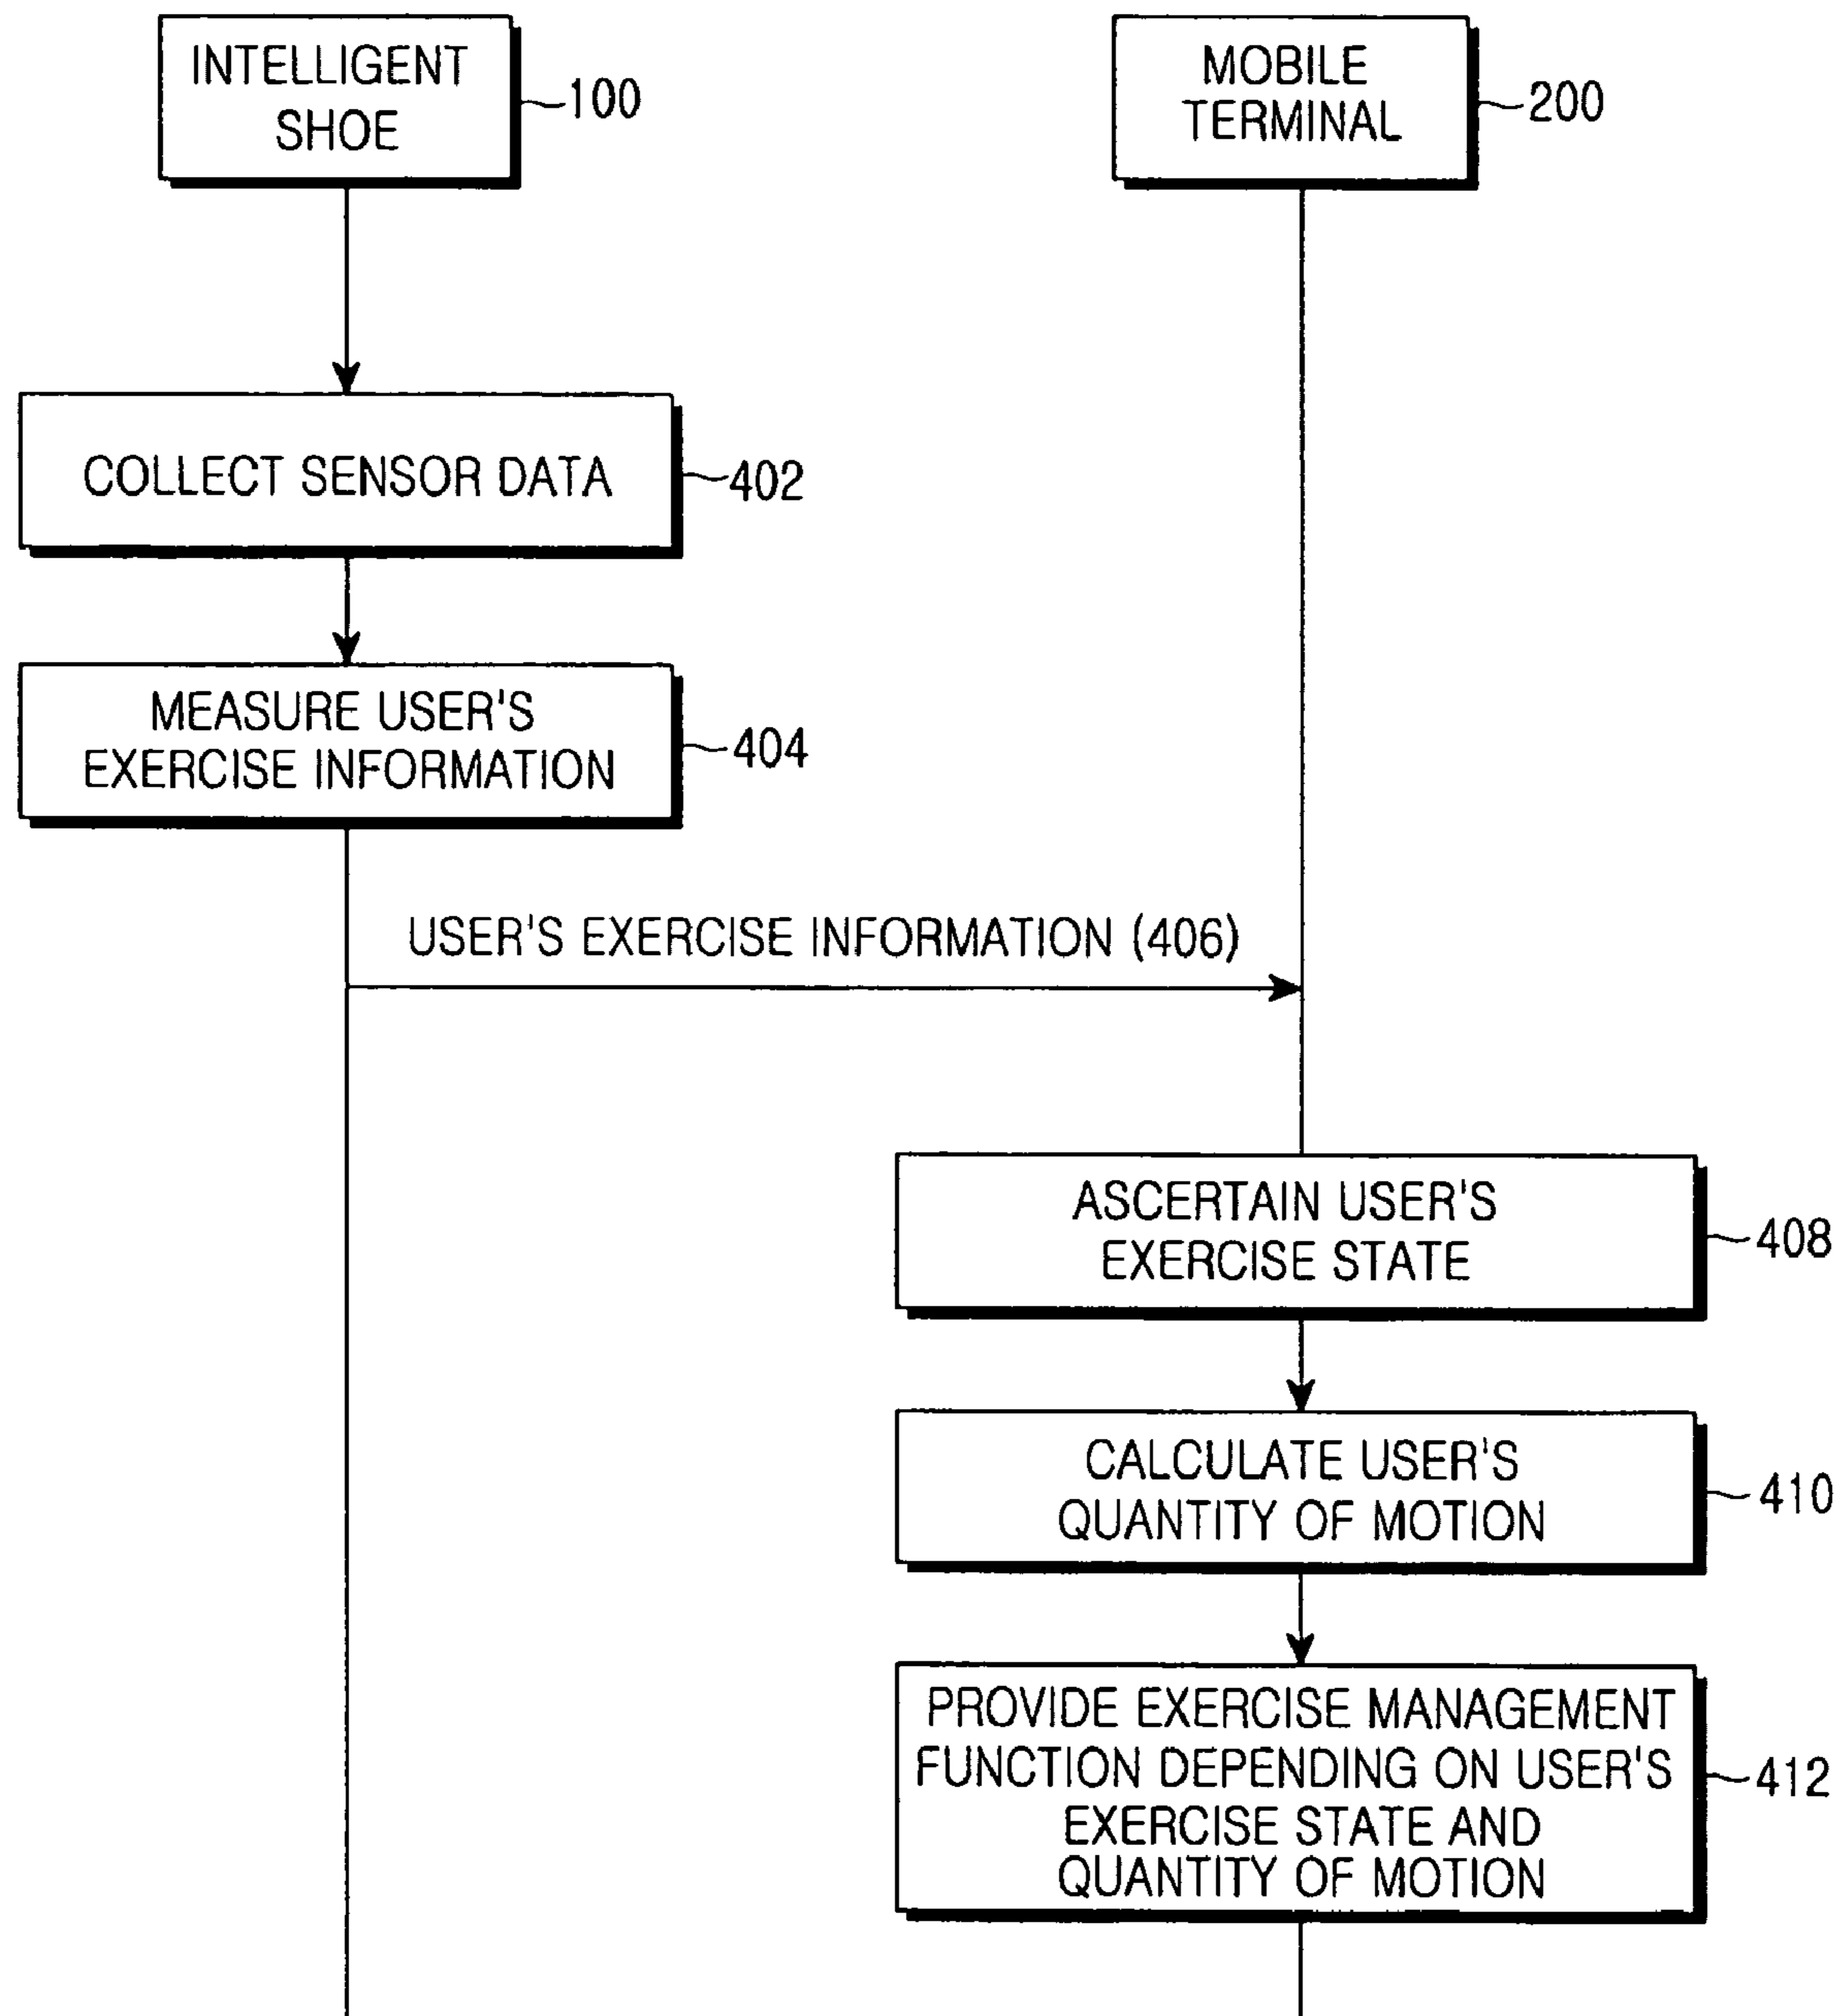 INTELLIGENT
SHOE
100
MOBILE
TERMINAL
200
COLLECT SENSOR DATA
402
MEASURE USER'S
EXERCISE INFORMATION
404
USER'S EXERCISE INFORMATION (406)
ASCERTAIN USER'S
EXERCISE STATE
408
CALCULATE USER'S
QUANTITY OF MOTION
410
PROVIDE EXERCISE MANAGEMENT
FUNCTION DEPENDING ON USER'S
EXERCISE STATE AND
QUANTITY OF MOTION
412